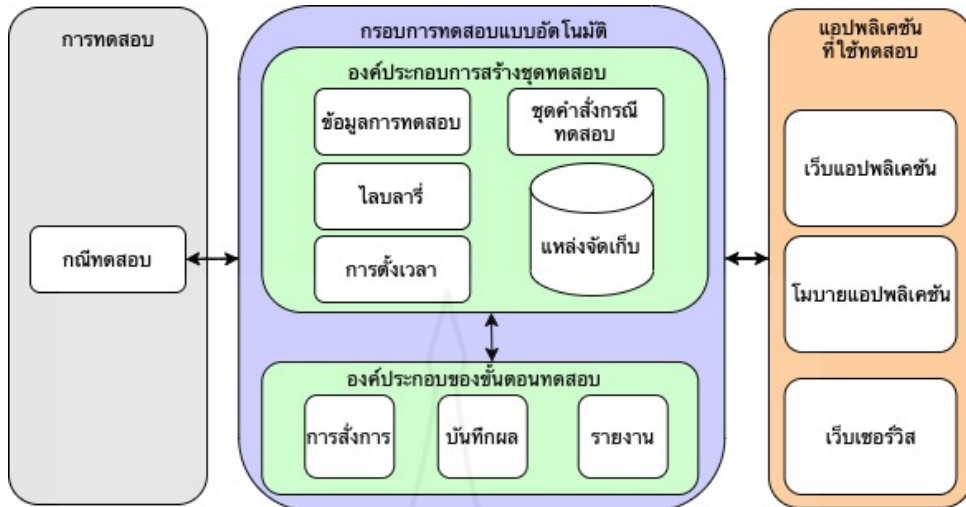 การทดสอบ
กณีทดสอบ
กรอบการทดสอบแบบอัตโนมัติ
องค์ประกอบการสร้างชุดทดสอบ
ข้อมูลการทดสอบ
ชุดคำสั่งกรณี
ทดสอบ
ไลบลารี่
การตั้งเวลา
แหล่งจัดเก็บ
องค์ประกอบของขั้นตอนทดสอบ
การสั่งการ
บันทึกผล
รายงาน
แอปพลิเคชัน
ที่ใช้ทดสอบ
เว็บแอปพลิเคชัน
โมบายแอปพลิเคชัน
เว็บเซอร์วิส